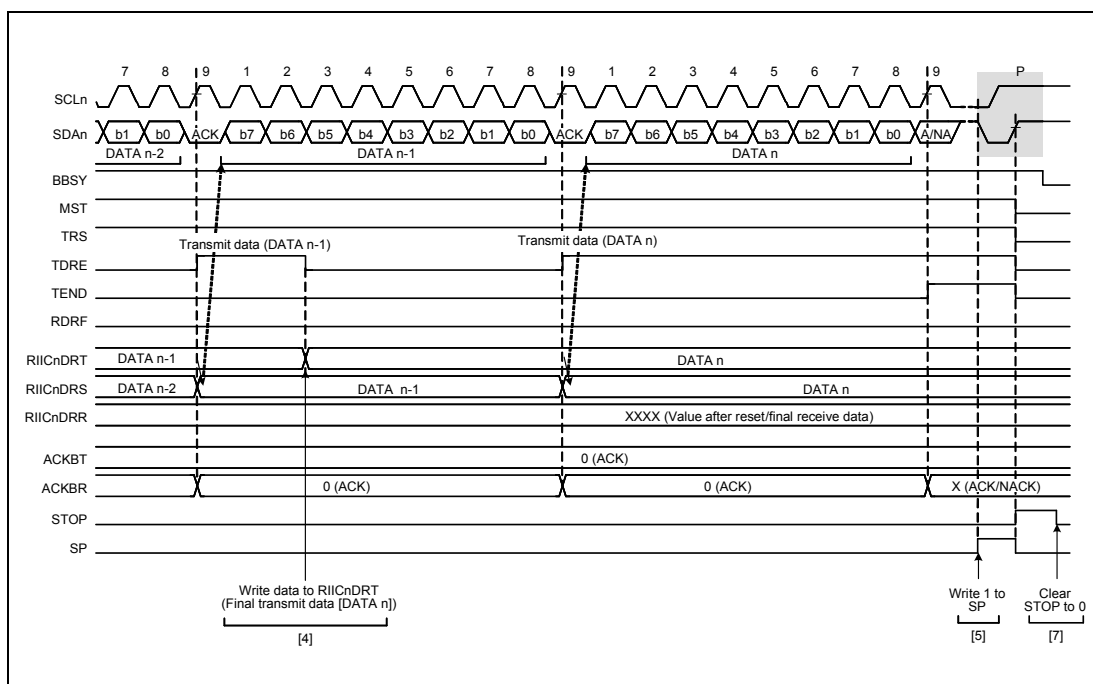 7 8 9 1 2 3 4 5 6 7 8 9 1 2 3 4 5 6 7 8 9 P
SCLn
SDAn b1 b0 ACK b7 b6 b5 b4 b3 b2 b1 b0 ACK b7 b6 b5 b4 b3 b2 b1 b0 A/NA
DATA n-2 DATA n-1 DATA n
BBSY
MST
TRS
Transmit data (DATA n-1) Transmit data (DATA n)
TDRE
TEND
RDRF
RIICnDRT DATA n-1 DATA n
RIICnDRS DATA n-2 DATA n-1 DATA n
RIICnDRR XXXX (Value after reset/final receive data)
ACKBT 0 (ACK)
ACKBR 0 (ACK) 0 (ACK) X (ACK/NACK)
STOP
SP
Write data to RIICnDRT
(Final transmit data [DATA n])
[4]
Write 1 to
SP
[5]
Clear
STOP to 0
[7]